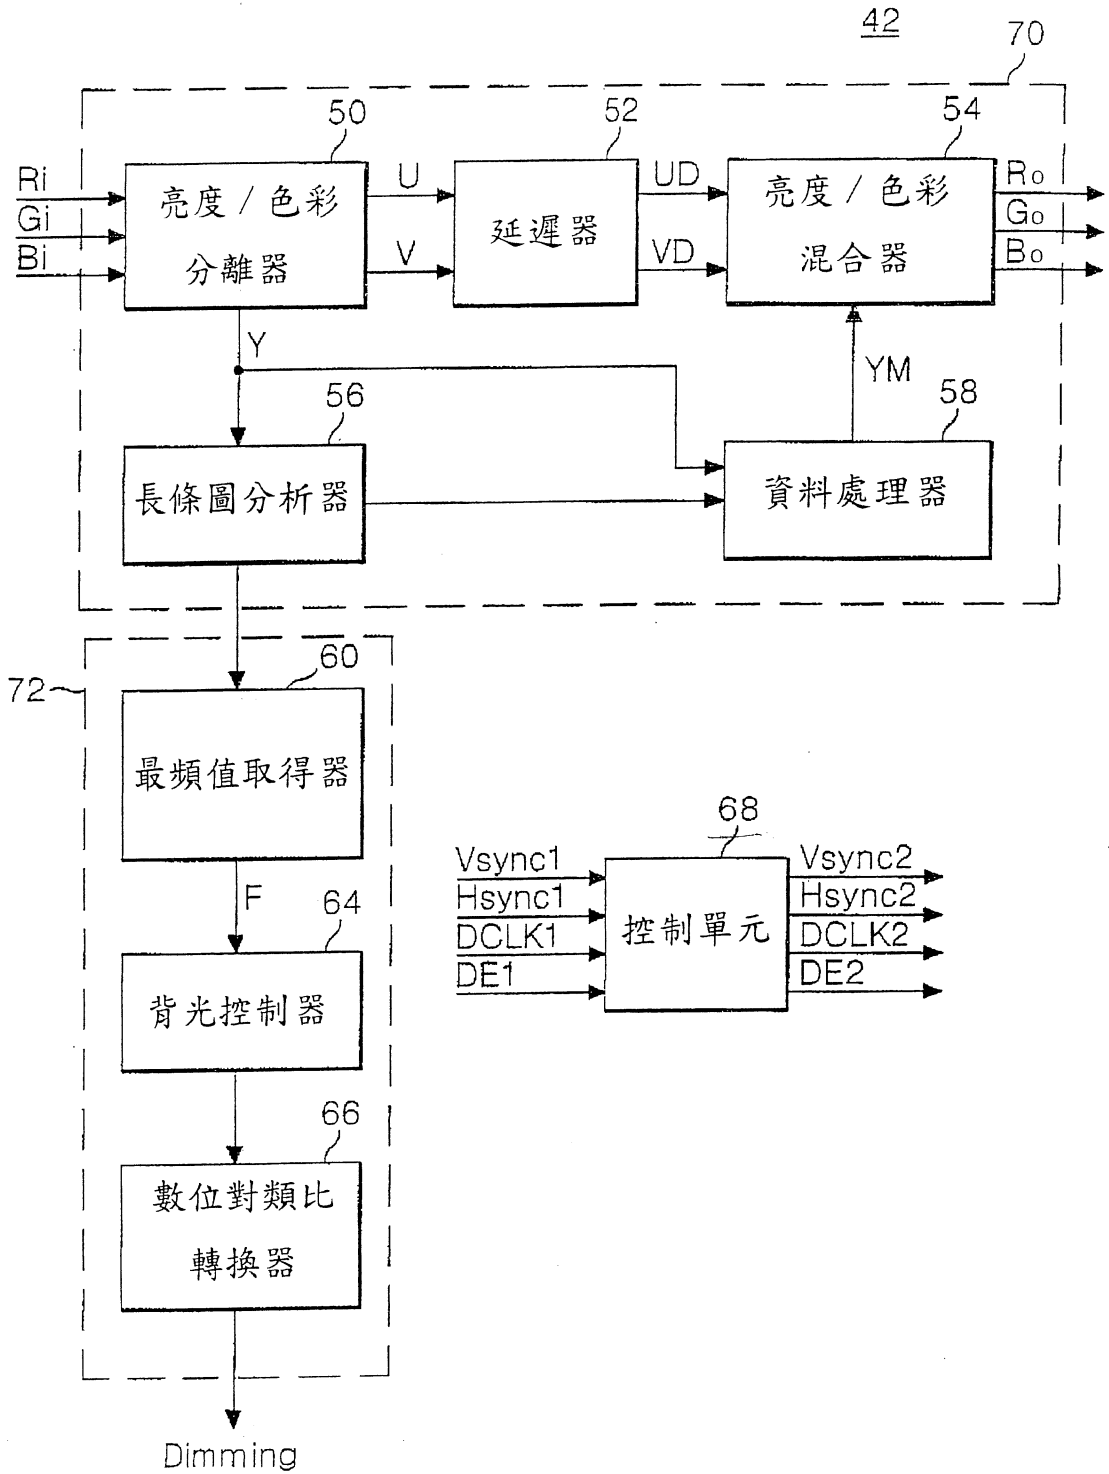 42
70
50
52
54
Ri
Gi
Bi
亮度/色彩
分離器
U
V
延遲器
UD
VD
亮度/色彩
混合器
Ro
Go
Bo
Y
YM
56
58
長條圖分析器
資料處理器
72
60
最頻值取得器
F
64
背光控制器
66
數位對類比
轉換器
Dimming
68
Vsync1
Hsync1
DCLK1
DE1
控制單元
Vsync2
Hsync2
DCLK2
DE2